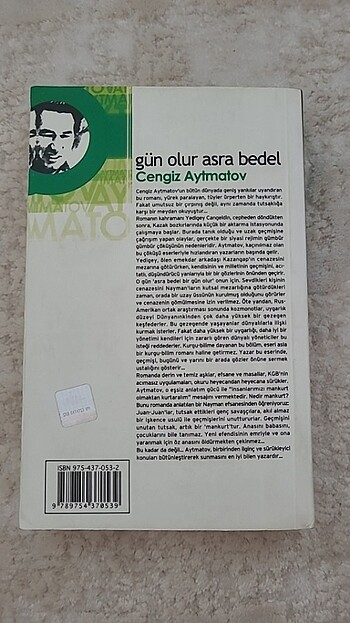 gün olur asra bedel
Cengiz Aytmatov
Cengiz Aytmatov'un bütün dünyada geniş yankılar uyandıran
bu romanı, yürek paralayan, tüyler ürperten bir haykırıştır.
Fakat umutsuz bir çırpınış değil, aynı zamanda tutsaklığa
karşı bir meydan okuyuştur...
Romanın kahramanı Yedigey Cangeldin, cepheden döndükten
sonra, Kazak bozkırlarında küçük bir aktarma istasyonunda
çalışmaya başlar. Burada tanık olduğu ve uzak geçmişine
çağrışım yapan olaylar, gerçekte bir siyasi rejimin gümbür
gümbür çöküşünün nedenleridir. Aytmatov, kaçınılmaz olan
bu çöküşü eserleriyle hızlandıran yazarların başında gelir.
Yedigey, ölen emekdar arkadaşı Kazangap'ın cenazesini
mezarına götürürken, kendisinin ve milletinin geçmişini, acı-
tatlı, düşündürücü yanlarıyla bir bir gözlerinin önünden geçirir.
O gün 'asra bedel bir gün olur' onun için. Sevdikleri kişinin
cenazesini Nayman'ların kutsal mezarlığına götürdükleri
zaman, orada bir uzay üssünün kurulmuş olduğunu görürler
ve cenazenin gömülmesine izin verilmez. Öte yandan, Rus-
Amerikan ortak araştırması sonunda kozmonotlar, uygarlık
düzeyi Dünyanınkinden çok daha yüksek bir gezegen
keşfederler. Bu gezegende yaşayanlar dünyalılarla ilişki
kurmak isterler, Fakat daha yüksek bir uygarlığı, daha iyi bir
yönetimi kendileri için zararlı gören dünyalı yöneticiler bu
isteği reddederler. Kurgu-bilime dayanan bu bölüm, eseri asla
bir kurgu-bilim romanı haline getirmez. Yazar bu eserinde,
geçmişi, bugünü ve yarını bir arada gözler önüne sermek
ustalığını gösterir...
Romanda derin ve temiz aşklar, efsane ve masallar, KGB'nin
acımasız uygulamaları, okuru heyecandan heyecana sürükler.
Aytmatov, o eşsiz anlatım gücü ile "insanlarımızı mankurt
olmaktan kurtaralım" mesajını vermektedir. Nedir mankurt?
Bunu romanda anlatılan bir Nayman efsanesinden öğreniyoruz:
Juan-Juan'lar, tutsak ettikleri genç savaşçılara, akıl almaz
bir işkence usulü ile geçmişlerini unuttururlar. Geçmişini
unutan tutsak, artık bir 'mankurt'tur. Anasını babasını,
çocuklarını bile tanımaz. Yeni efendisinin emriyle ve ona
yaranmak için öz anasını öldürmekten çekinmez...
Bu kadar da değil... Aytmatov, birbirinden ilginç ve sürükleyici
konuları bütünleştirerek sunmasını en iyi bilen yazardır...
ISBN 975-437-053-2
9 789754 370539